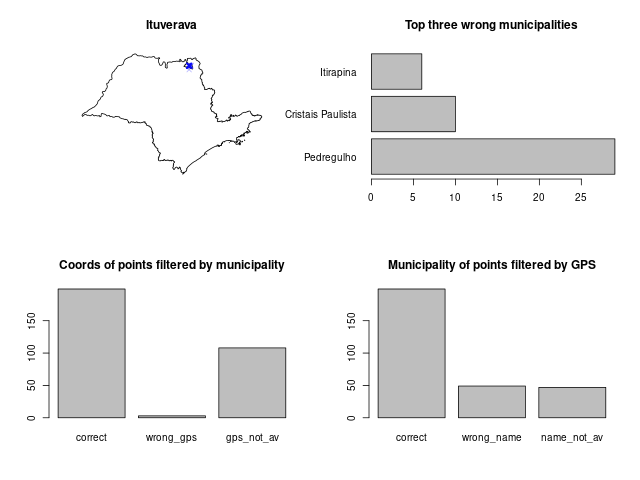 Ituverava
Top three wrong municipalities
Itirapina
Cristais Paulista
Pedregulho
0 5 10 15 20 25
Coords of points filtered by municipality
150
100
50
0
correct wrong_gps gps_not_av
Municipality of points filtered by GPS
150
100
50
0
correct wrong_name name_not_av